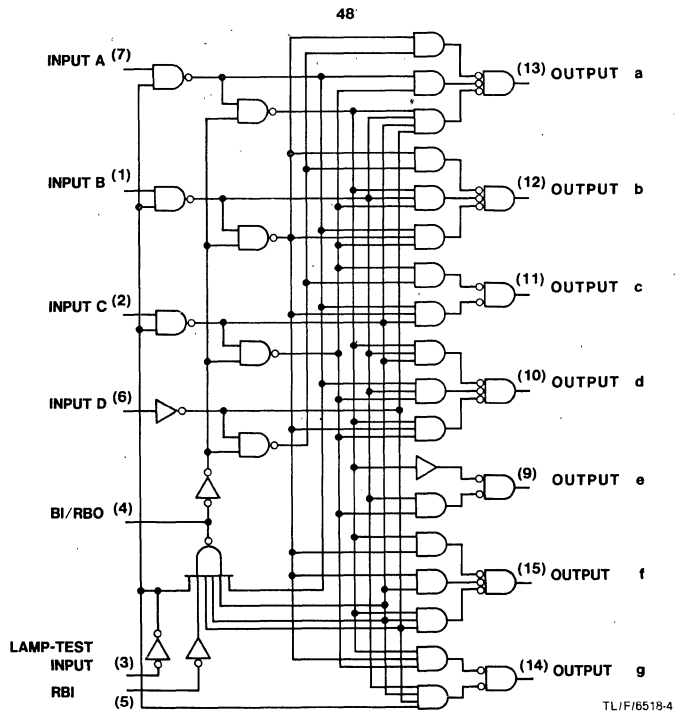 48
INPUT A (7)
(13) OUTPUT a
INPUT B (1)
(12) OUTPUT b
INPUT C (2)
(11) OUTPUT c
INPUT D (6)
(10) OUTPUT d
BI/RBO (4)
(9) OUTPUT e
(15) OUTPUT f
LAMP-TEST
INPUT
(3)
RBI
(5)
(14) OUTPUT g
TL/F/6518-4